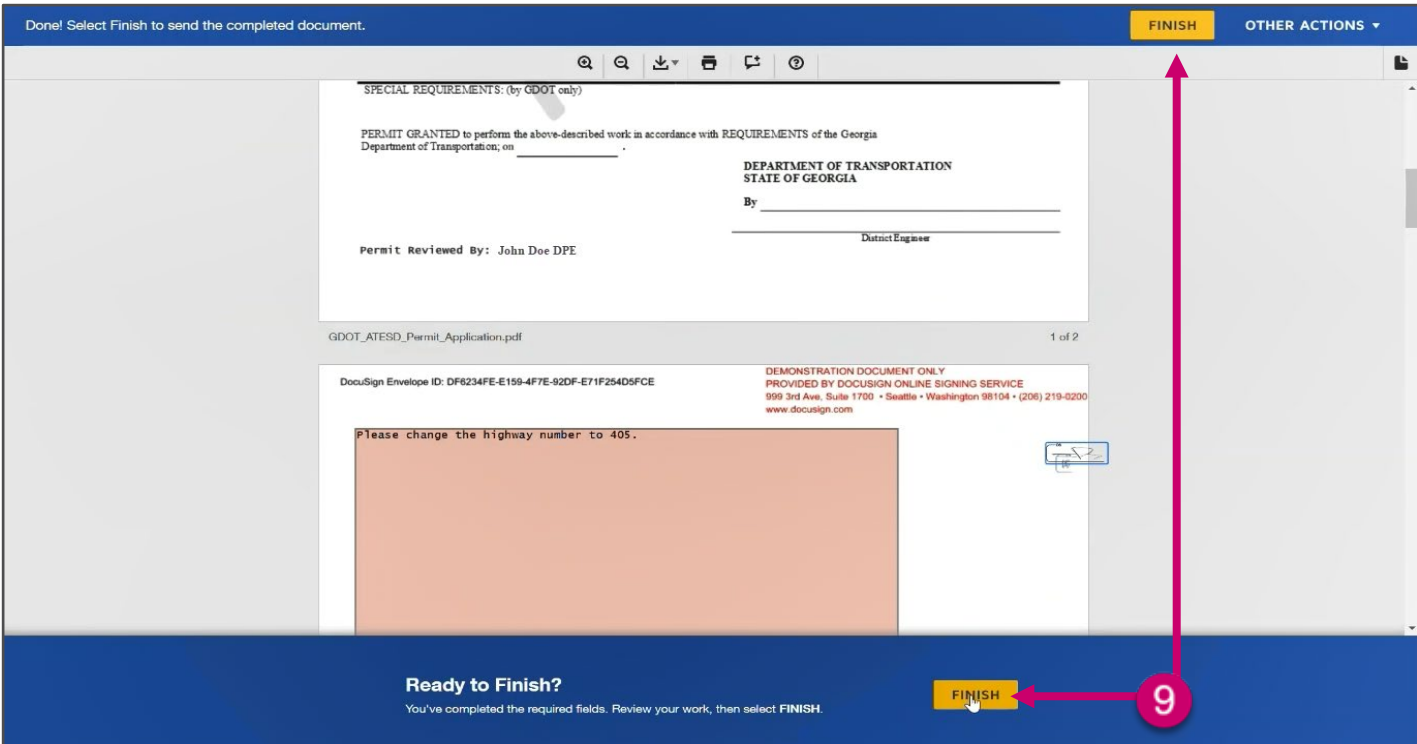 Done! Select Finish to send the completed document.
FINISH
OTHER ACTIONS
SPECIAL REQUIREMENTS: (by GDOT only)
PERMIT GRANTED to perform the above-described work in accordance with REQUIREMENTS of the Georgia
Department of Transportation; on ____________ .
DEPARTMENT OF TRANSPORTATION
STATE OF GEORGIA
By
District Engineer
Permit Reviewed By: John Doe DPE
GDOT_ATESD_Permit_Application.pdf
1 of 2
DocuSign Envelope ID: DF6234FE-E159-4F7E-92DF-E71F254D5FCE
DEMONSTRATION DOCUMENT ONLY
PROVIDED BY DOCUSIGN ONLINE SIGNING SERVICE
999 3rd Ave, Suite 1700 • Seattle • Washington 98104 • (206) 219-0200
www.docusign.com
Please change the highway number to 405.
Ready to Finish?
You've completed the required fields. Review your work, then select FINISH.
FINISH
9